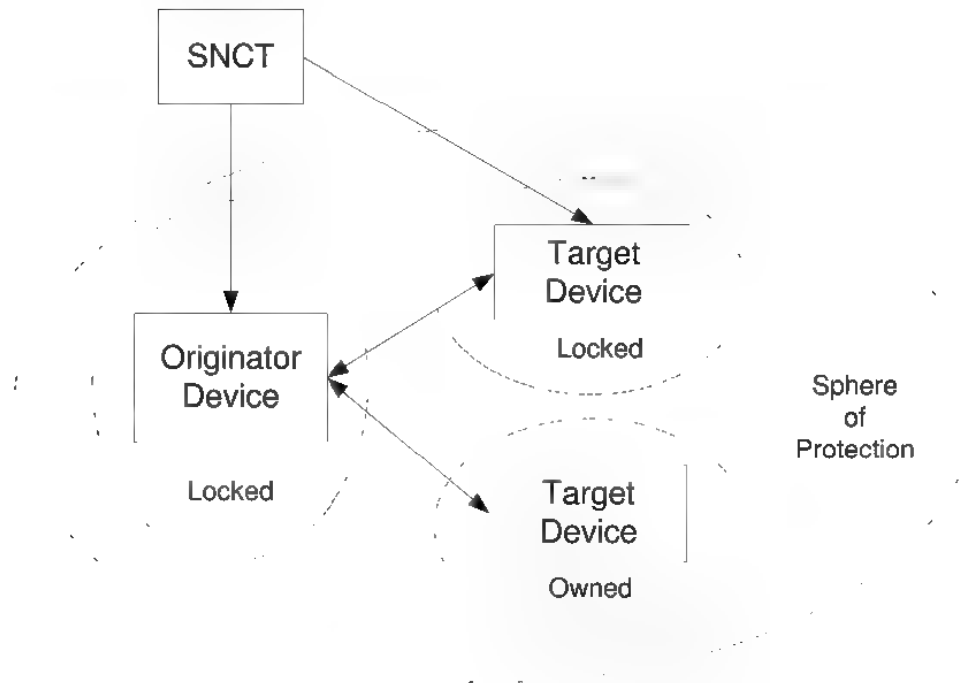 SNCT
Target
Device
Locked
Originator
Device
Locked
Sphere
of
Protection
Target
Device
Owned